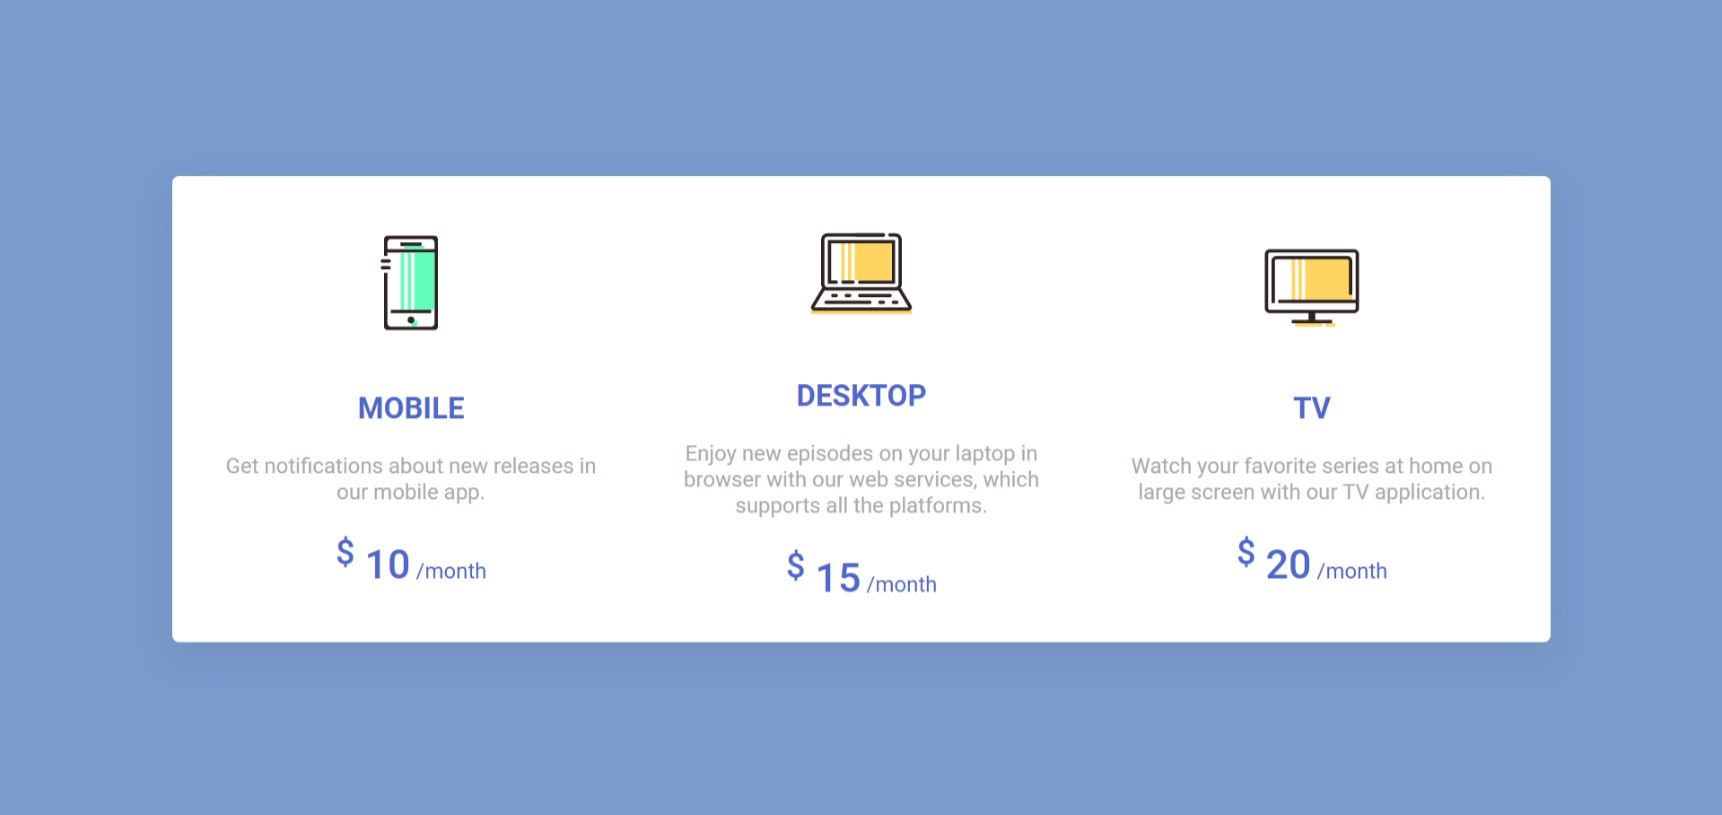 MOBILE
Get notifications about new releases in
our mobile app.
$ 10 /month
DESKTOP
Enjoy new episodes on your laptop in
browser with our web services, which
supports all the platforms.
$ 15 /month
TV
Watch your favorite series at home on
large screen with our TV application.
$ 20 /month